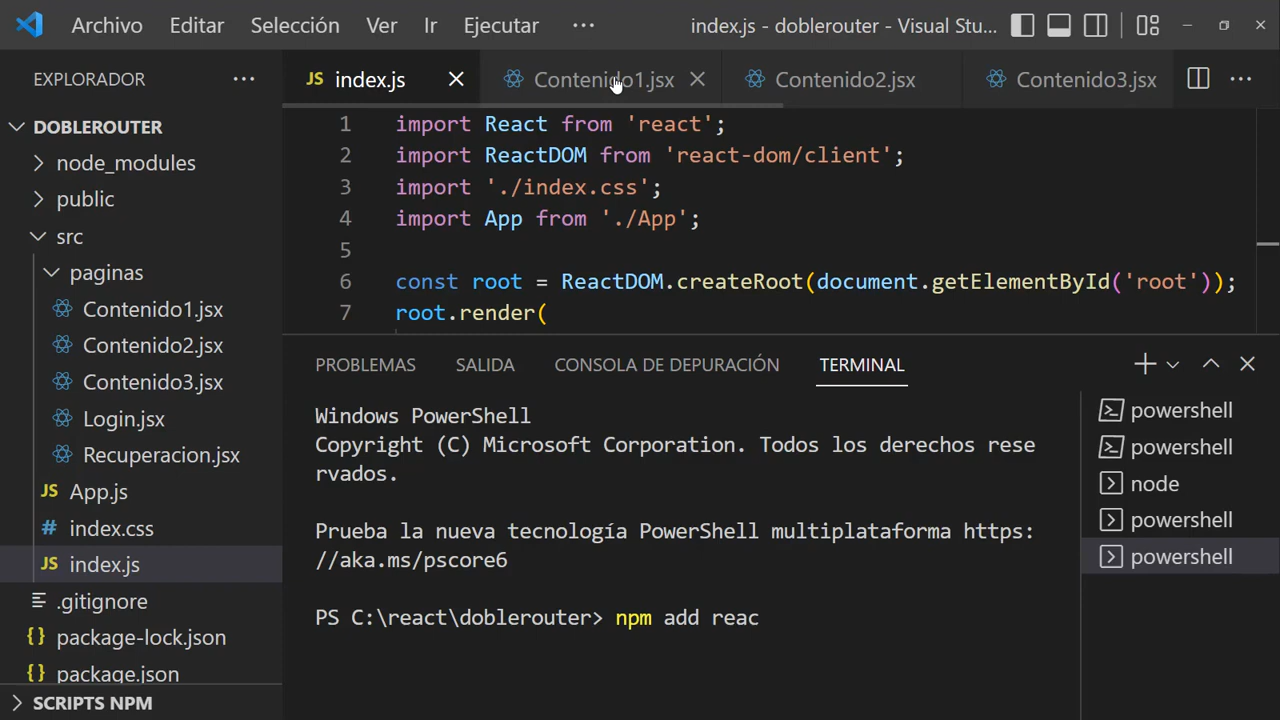 Archivo Editar Selección Ver Ir Ejecutar ··· index.js - doblerouter - Visual Stu...
EXPLORADOR ···
JS index.js
Contenido1.jsx
Contenido2.jsx
Contenido3.jsx
DOBLEROUTER
node_modules
public
src
paginas
Contenido1.jsx
Contenido2.jsx
Contenido3.jsx
Login.jsx
Recuperacion.jsx
JS App.js
# index.css
JS index.js
.gitignore
{} package-lock.json
{} package.json
SCRIPTS NPM
1 import React from 'react';
2 import ReactDOM from 'react-dom/client';
3 import './index.css';
4 import App from './App';
5
6 const root = ReactDOM.createRoot(document.getElementById('root'));
7 root.render(
PROBLEMAS SALIDA CONSOLA DE DEPURACIÓN TERMINAL
Windows PowerShell
Copyright (C) Microsoft Corporation. Todos los derechos rese
rvados.
Prueba la nueva tecnología PowerShell multiplataforma https:
//aka.ms/pscore6
PS C:\react\doblerouter> npm add reac
powershell
powershell
node
powershell
powershell